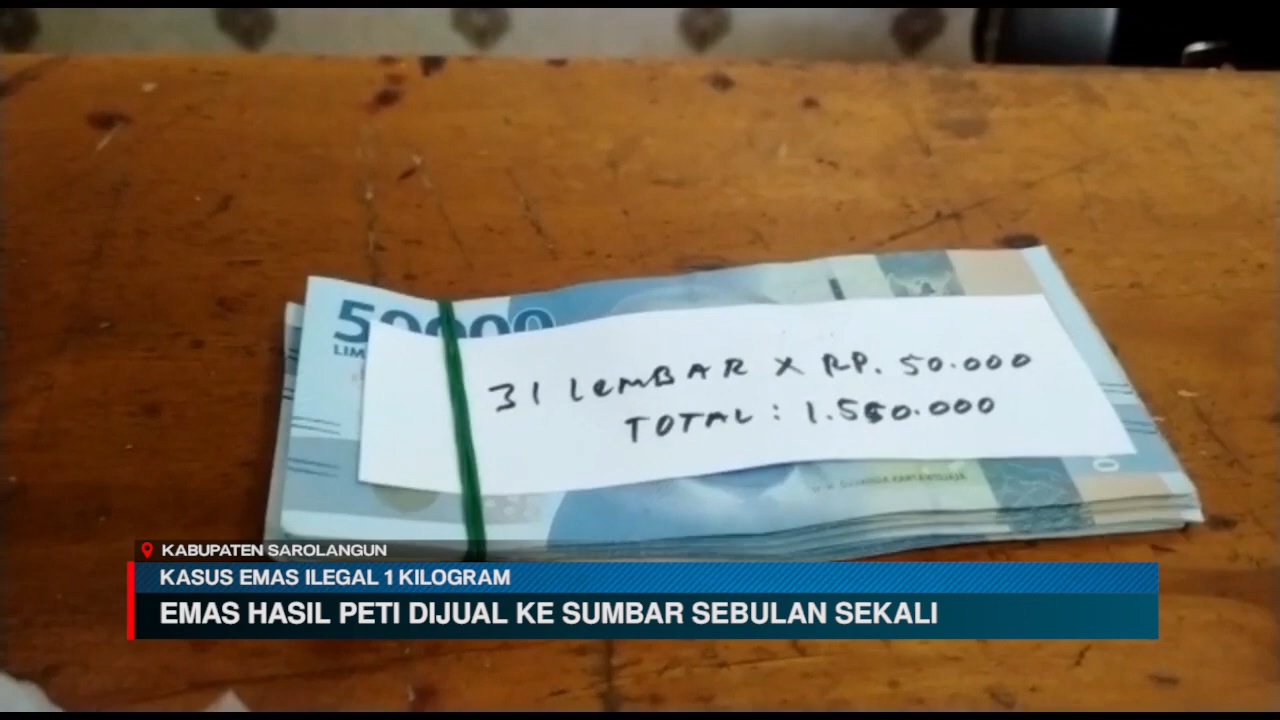 50000
LIM
31 LEMBAR X RP. 50.000
TOTAL : 1.550.000
KABUPATEN SAROLANGUN
KASUS EMAS ILEGAL 1 KILOGRAM
EMAS HASIL PETI DIJUAL KE SUMBAR SEBULAN SEKALI